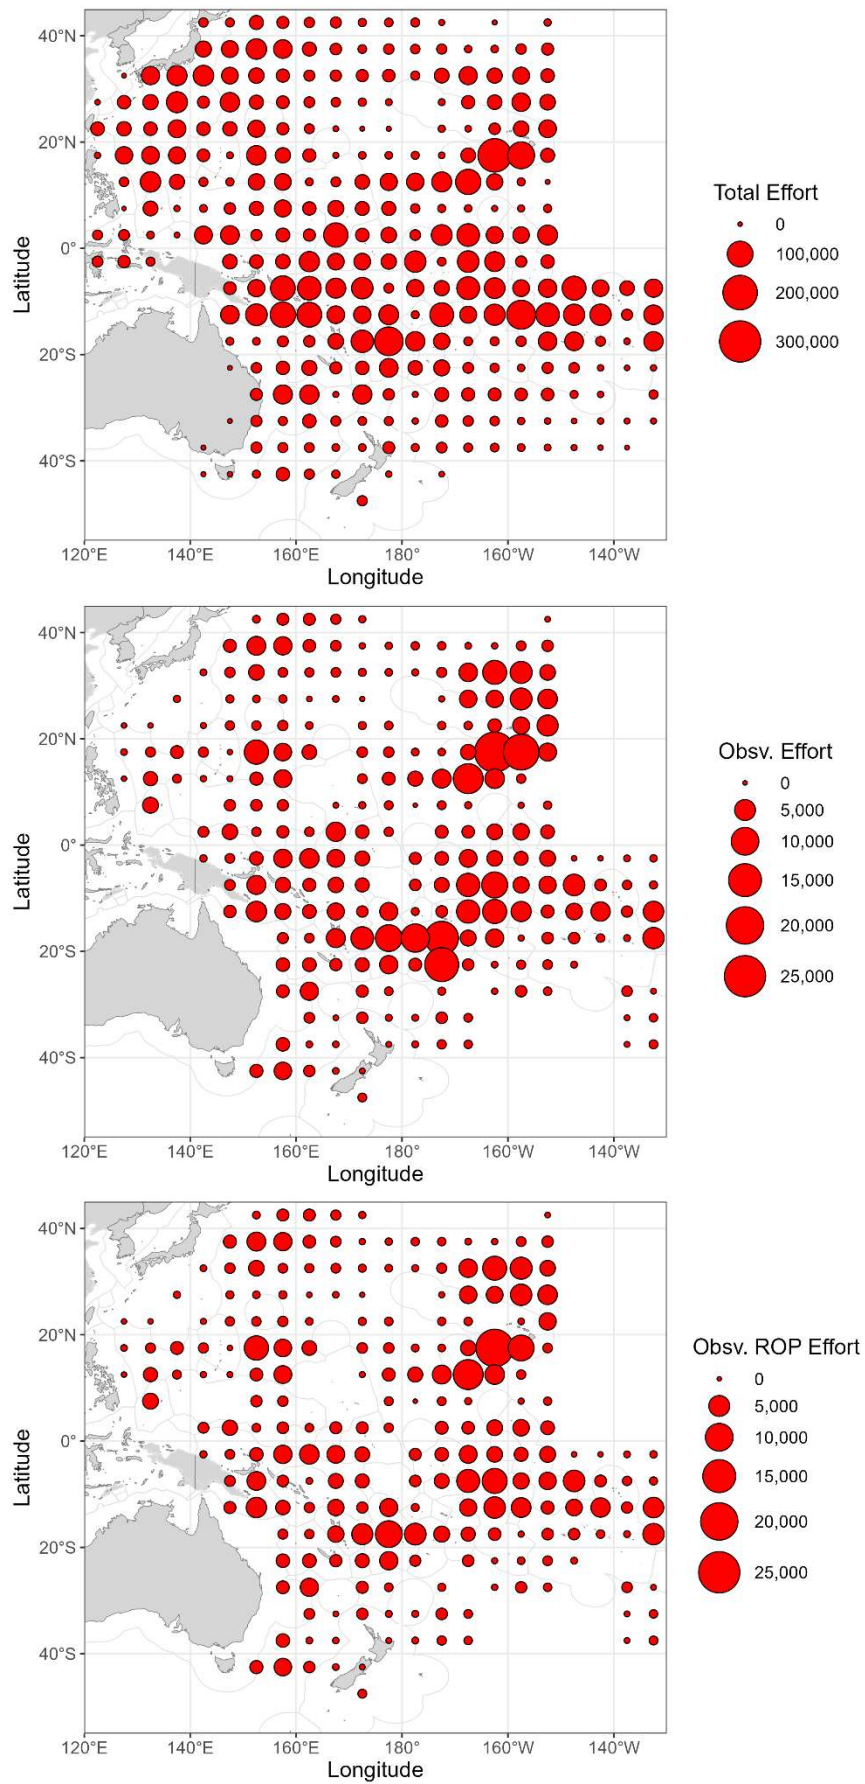 40°N
20°N
0°
20°S
40°S
Latitude
120°E 140°E 160°E 180° 160°W 140°W
Longitude
Total Effort
0
100,000
200,000
300,000
40°N
20°N
0°
20°S
40°S
Latitude
120°E 140°E 160°E 180° 160°W 140°W
Longitude
Obsv. Effort
0
5,000
10,000
15,000
20,000
25,000
40°N
20°N
0°
20°S
40°S
Latitude
120°E 140°E 160°E 180° 160°W 140°W
Longitude
Obsv. ROP Effort
0
5,000
10,000
15,000
20,000
25,000